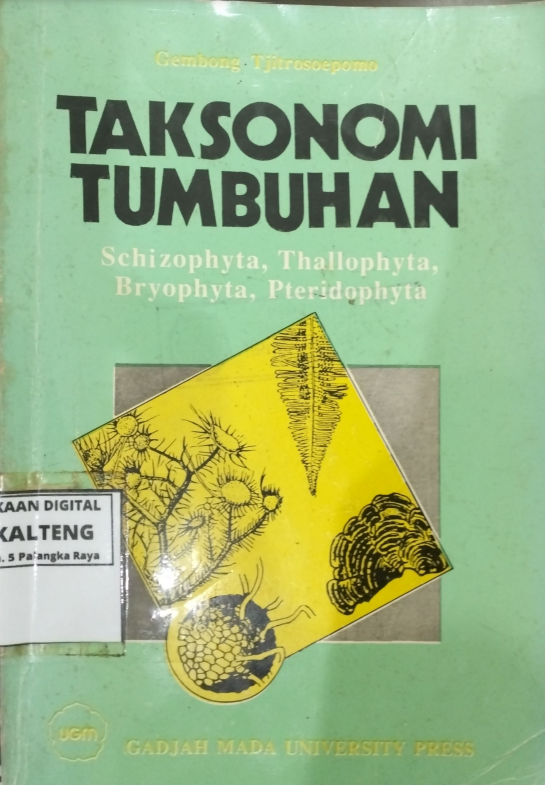 Gembong Tjitrosoepomo
TAKSONOMI
TUMBUHAN
Schizophyta, Thallophyta,
Bryophyta, Pteridophyta
KAAN DIGITAL
KALTENG
. 5 Palangka Raya
UGM
GADJAH MADA UNIVERSITY PRESS